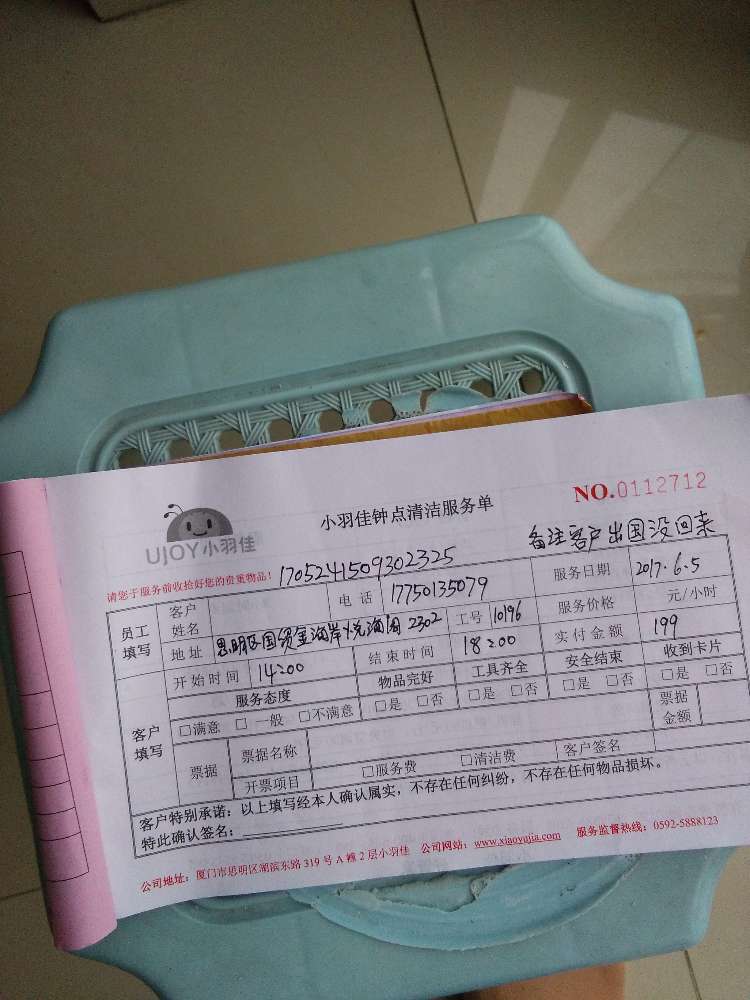 NO.0112712
小羽佳钟点清洁服务单
UJOY小羽佳
备注客户出国没回来
请您于服务前收拾好您的贵重物品！ 1705241509302325
员工填写 客户姓名 电话 17750135079 服务日期 2017.6.5
地址 思明区国贸金海岸悦海阁2302 工号 10196 服务价格 元/小时
开始时间 14:00 结束时间 18:00 实付金额 199
客户填写 服务态度 物品完好 工具齐全 安全结束 收到卡片
□满意 □一般 □不满意 □是 □否 □是 □否 □是 □否 □是 □否
票据 票据名称 票据金额
开票项目 □服务费 □清洁费 客户签名
客户特别承诺：以上填写经本人确认属实，不存在任何纠纷，不存在任何物品损坏。
特此确认签名：
公司地址：厦门市思明区湖滨东路319号A幢2层小羽佳 公司网站：www.xiaoyujia.com 服务监督热线：0592-5888123